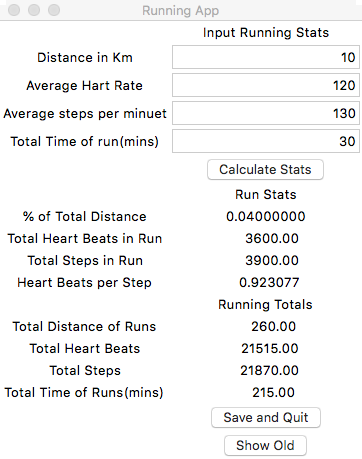 Running App
Input Running Stats
Distance in Km 10
Average Hart Rate 120
Average steps per minuet 130
Total Time of run(mins) 30
Calculate Stats
Run Stats
% of Total Distance 0.04000000
Total Heart Beats in Run 3600.00
Total Steps in Run 3900.00
Heart Beats per Step 0.923077
Running Totals
Total Distance of Runs 260.00
Total Heart Beats 21515.00
Total Steps 21870.00
Total Time of Runs(mins) 215.00
Save and Quit
Show Old